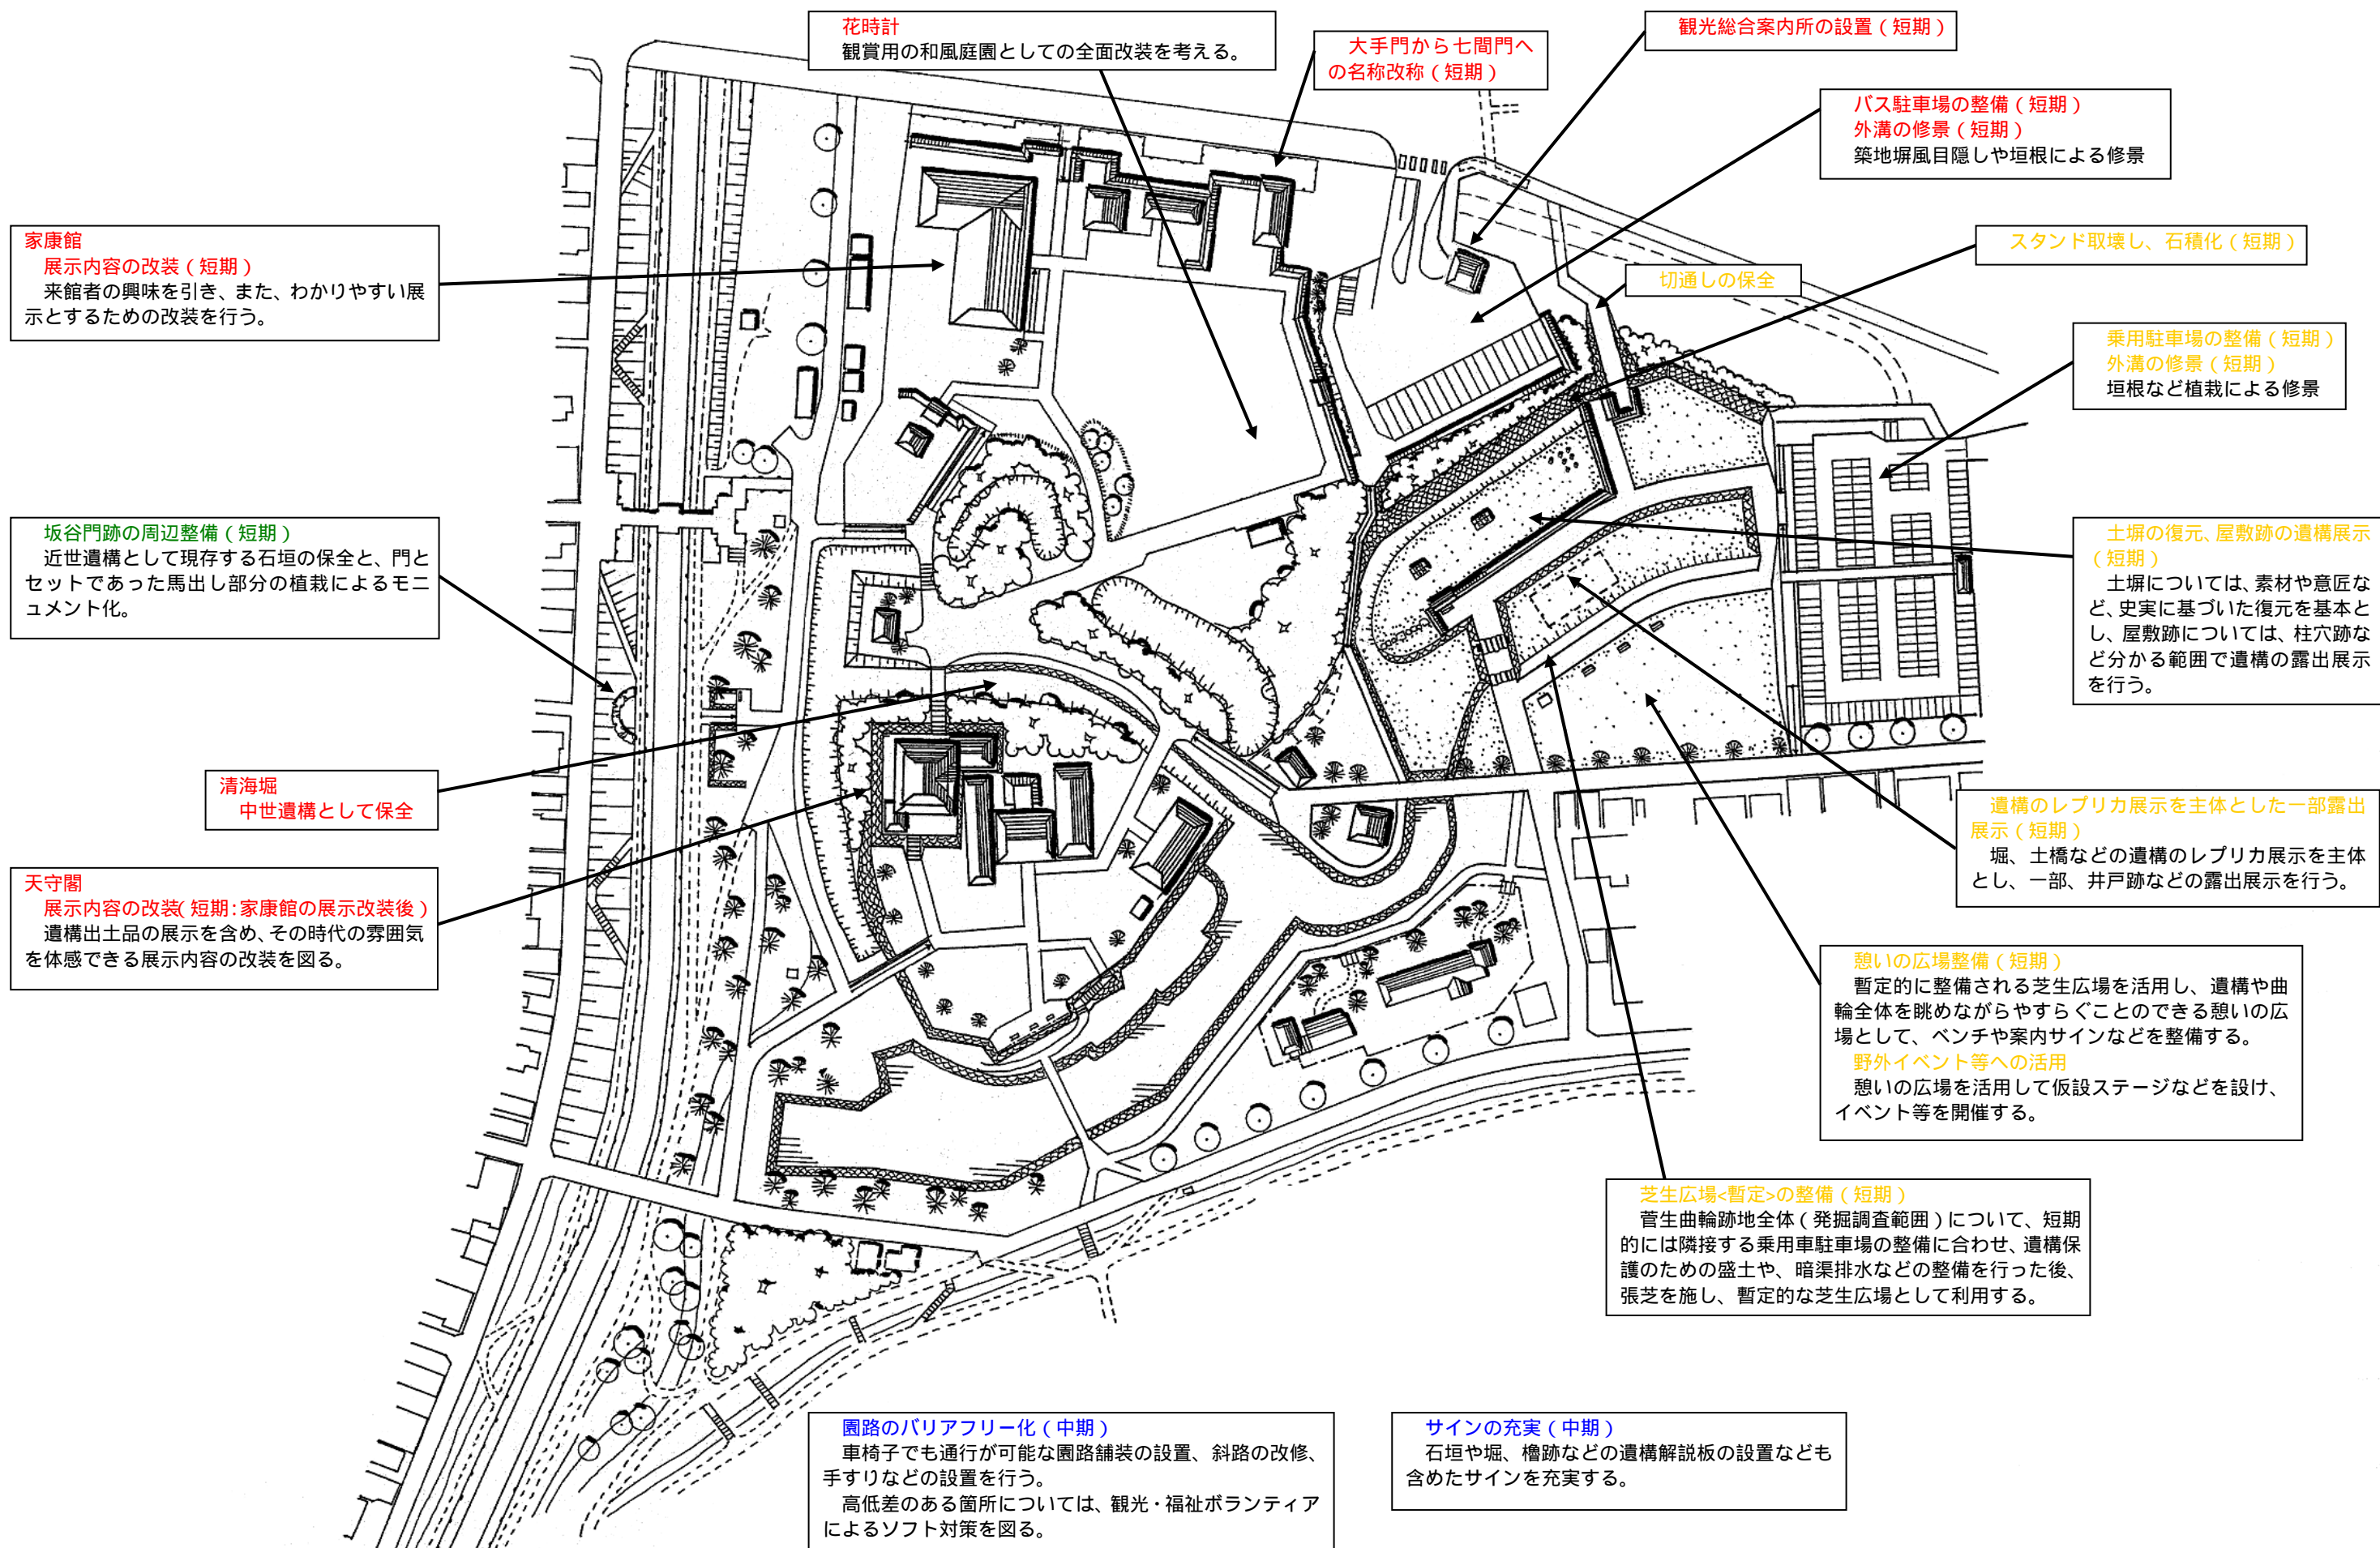 花時計
観賞用の和風庭園としての全面改装を考える。
大手門から七間門へ
の名称改称（短期）
観光総合案内所の設置（短期）
バス駐車場の整備（短期）
外溝の修景（短期）
築地塀風目隠しや垣根による修景
家康館
展示内容の改装（短期）
来館者の興味を引き、また、わかりやすい展
示とするための改装を行う。
スタンド取壊し、石積化（短期）
切通しの保全
乗用駐車場の整備（短期）
外溝の修景（短期）
垣根など植栽による修景
坂谷門跡の周辺整備（短期）
近世遺構として現存する石垣の保全と、門と
セットであった馬出し部分の植栽によるモニ
ュメント化。
土塀の復元、屋敷跡の遺構展示
（短期）
土塀については、素材や意匠な
ど、史実に基づいた復元を基本と
し、屋敷跡については、柱穴跡な
ど分かる範囲で遺構の露出展示
を行う。
清海堀
中世遺構として保全
遺構のレプリカ展示を主体とした一部露出
展示（短期）
堀、土橋などの遺構のレプリカ展示を主体
とし、一部、井戸跡などの露出展示を行う。
天守閣
展示内容の改装（短期：家康館の展示改装後）
遺構出土品の展示を含め、その時代の雰囲気
を体感できる展示内容の改装を図る。
憩いの広場整備（短期）
暫定的に整備される芝生広場を活用し、遺構や曲
輪全体を眺めながらやすらぐことのできる憩いの広
場として、ベンチや案内サインなどを整備する。
野外イベント等への活用
憩いの広場を活用して仮設ステージなどを設け、
イベント等を開催する。
芝生広場<暫定>の整備（短期）
菅生曲輪跡地全体（発掘調査範囲）について、短期
的には隣接する乗用車駐車場の整備に合わせ、遺構保
護のための盛土や、暗渠排水などの整備を行った後、
張芝を施し、暫定的な芝生広場として利用する。
園路のバリアフリー化（中期）
車椅子でも通行が可能な園路舗装の設置、斜路の改修、
手すりなどの設置を行う。
高低差のある箇所については、観光・福祉ボランティア
によるソフト対策を図る。
サインの充実（中期）
石垣や堀、櫓跡などの遺構解説板の設置なども
含めたサインを充実する。